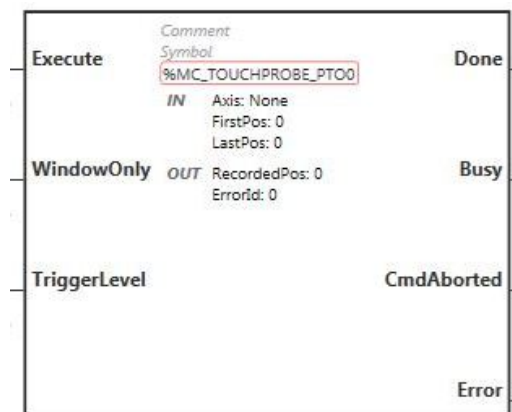 Comment
Symbol
Execute Done
%MC_TOUCHPROBE_PTO0
IN Axis: None
FirstPos: 0
LastPos: 0
WindowOnly OUT RecordedPos: 0 Busy
ErrorId: 0
TriggerLevel CmdAborted
Error